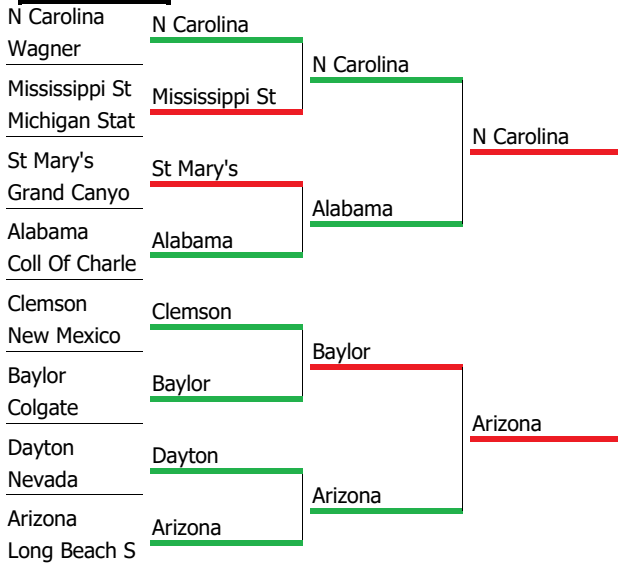 N Carolina
Wagner
Mississippi St
Michigan Stat
St Mary's
Grand Canyo
Alabama
Coll Of Charle
Clemson
New Mexico
Baylor
Colgate
Dayton
Nevada
Arizona
Long Beach S
N Carolina
Mississippi St
St Mary's
Alabama
Clemson
Baylor
Dayton
Arizona
N Carolina
Alabama
Baylor
Arizona
N Carolina
Arizona